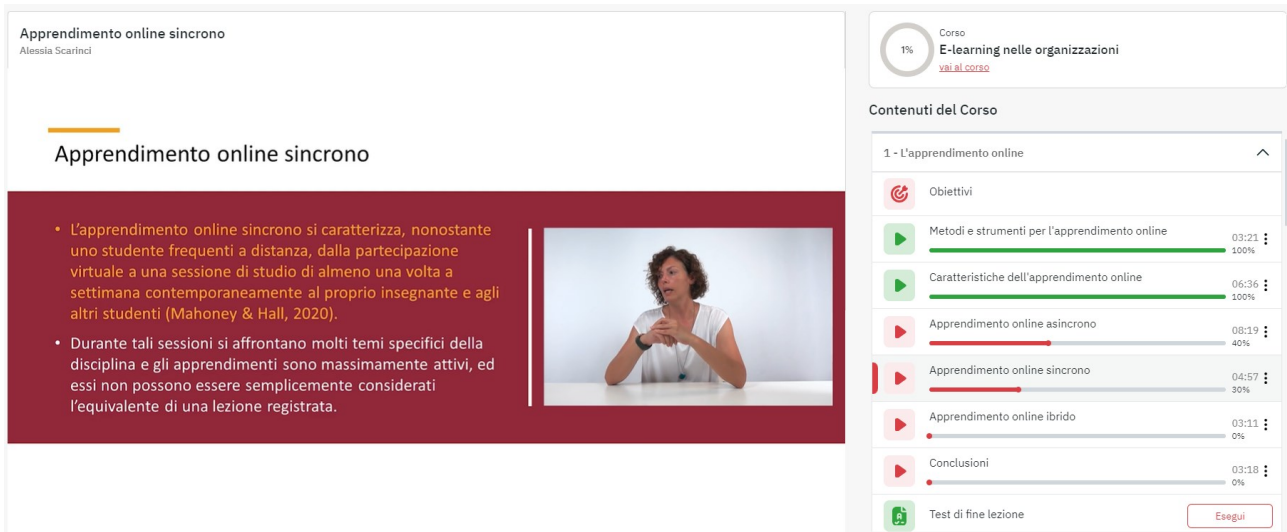 Apprendimento online sincrono
Alessia Scarinci
Apprendimento online sincrono
• L'apprendimento online sincrono si caratterizza, nonostante
uno studente frequenti a distanza, dalla partecipazione
virtuale a una sessione di studio di almeno una volta a
settimana contemporaneamente al proprio insegnante e agli
altri studenti (Mahoney & Hall, 2020).
• Durante tali sessioni si affrontano molti temi specifici della
disciplina e gli apprendimenti sono massimamente attivi, ed
essi non possono essere semplicemente considerati
l'equivalente di una lezione registrata.
1%
Corso
E-learning nelle organizzazioni
vai al corso
Contenuti del Corso
1 - L'apprendimento online
Obiettivi
Metodi e strumenti per l'apprendimento online
03:21
100%
Caratteristiche dell'apprendimento online
06:36
100%
Apprendimento online asincrono
08:19
40%
Apprendimento online sincrono
04:57
30%
Apprendimento online ibrido
03:11
0%
Conclusioni
03:18
0%
Test di fine lezione
Esegui